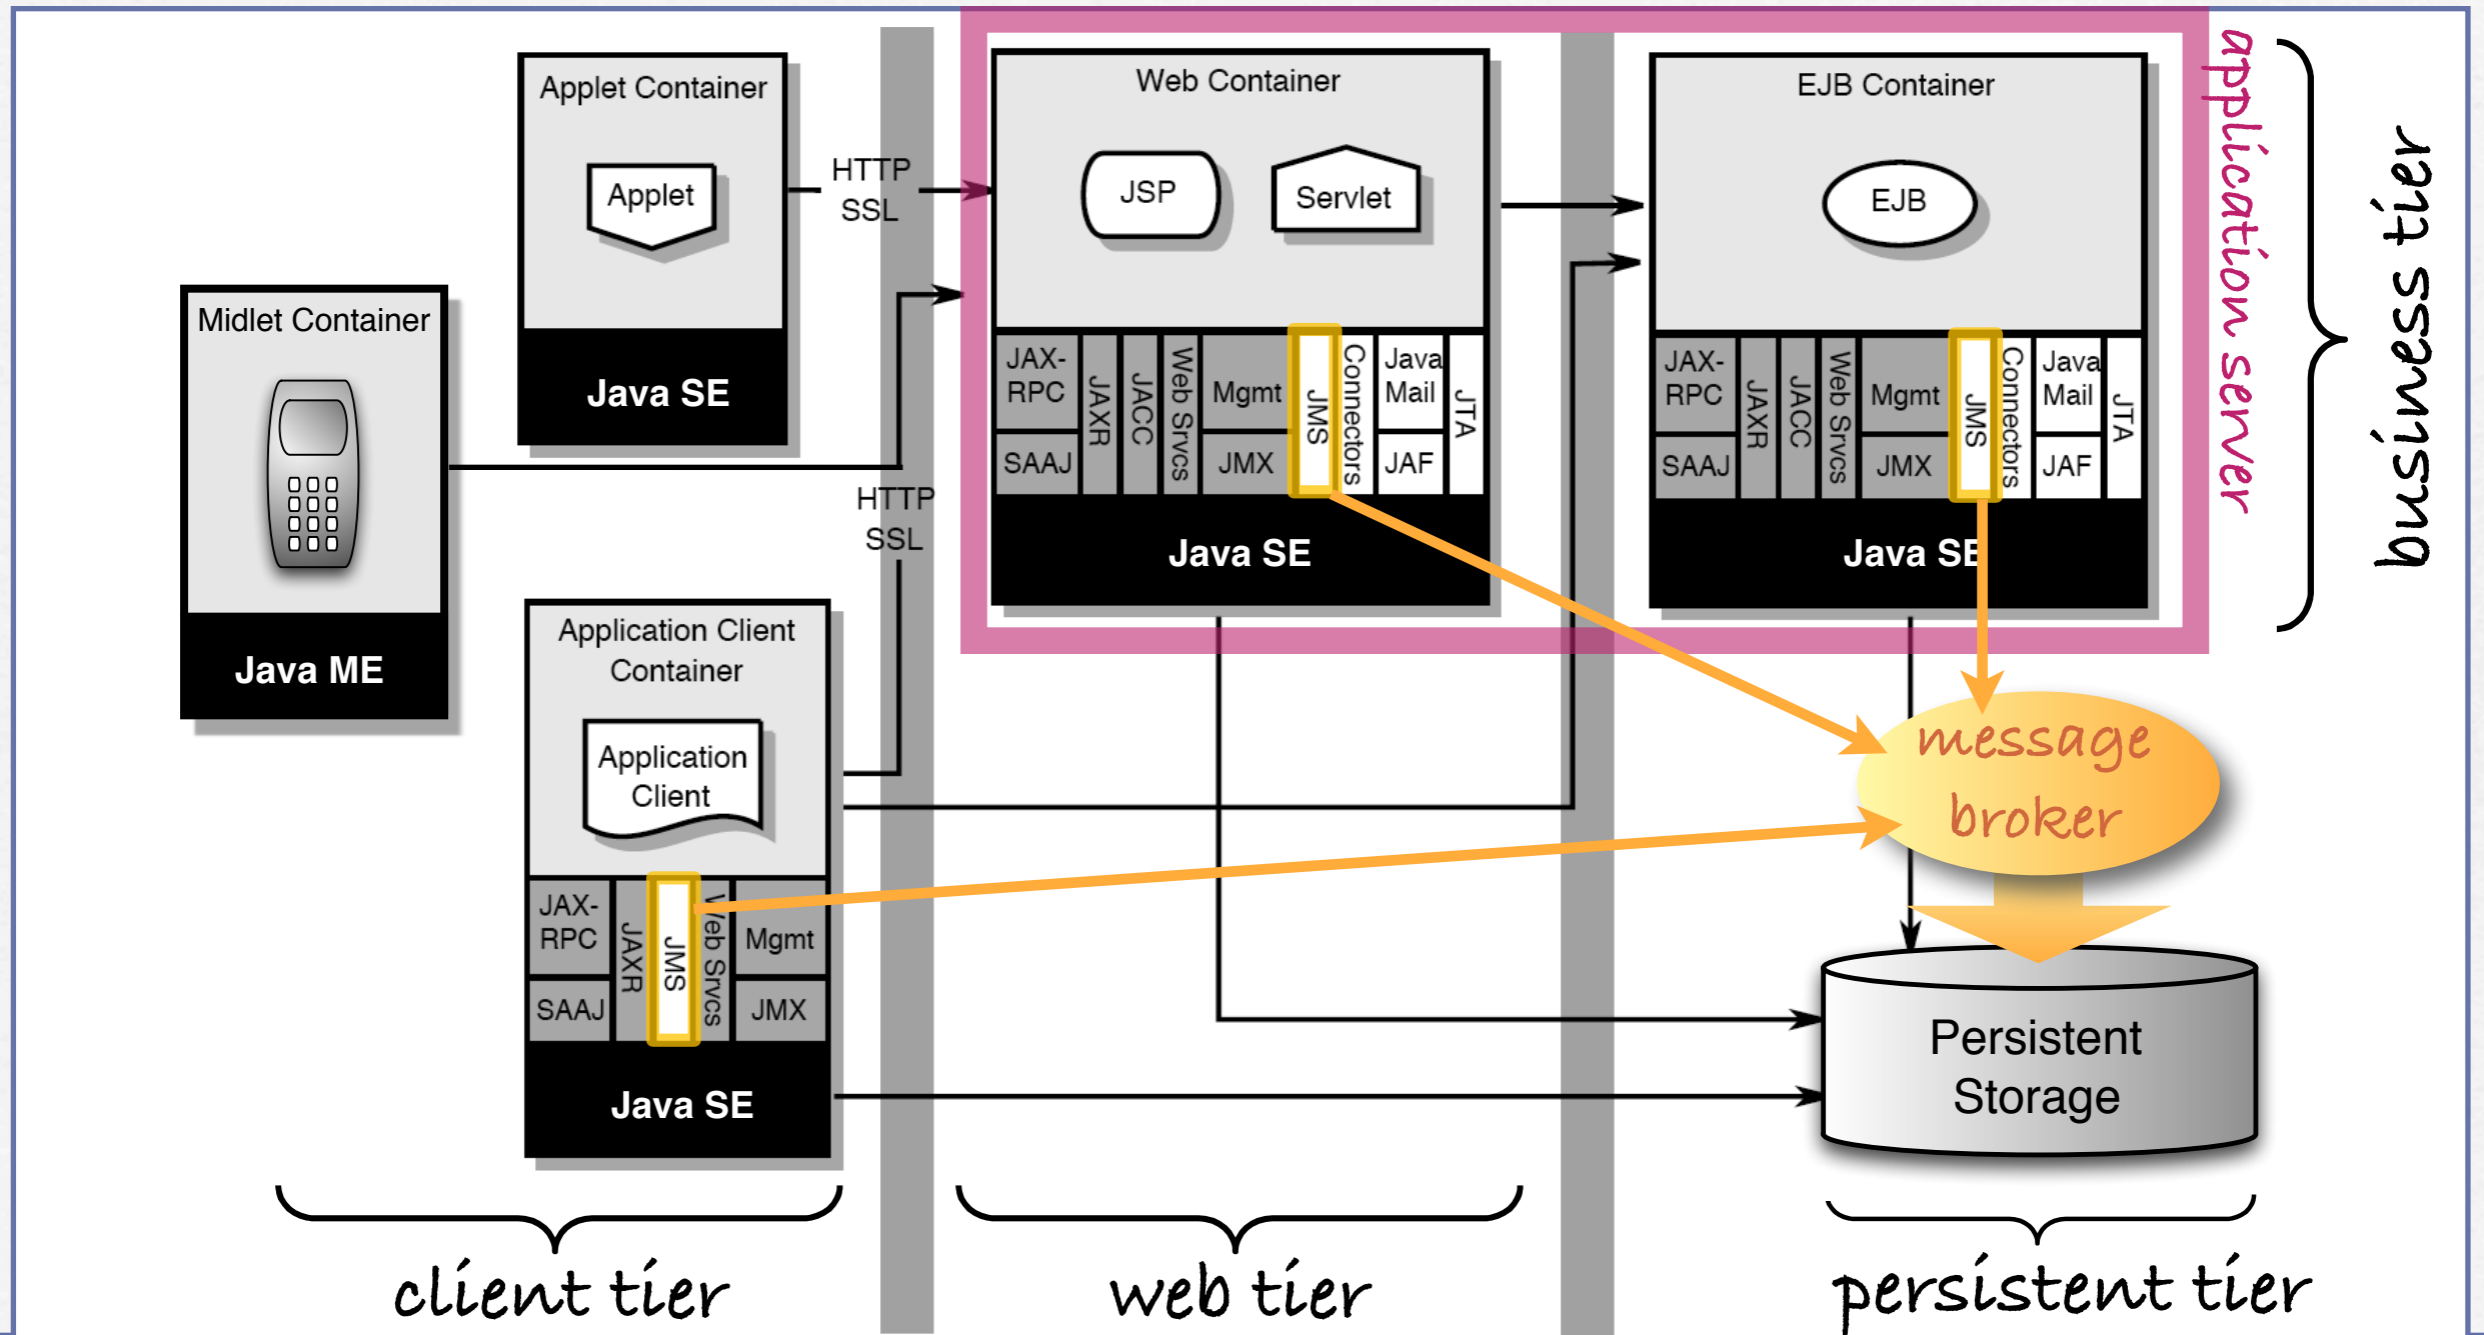 Applet Container
Applet
Java SE
HTTP
SSL
Midlet Container
Java ME
HTTP
SSL
Application Client
Container
Application
Client
JAX-
RPC
SAAJ
JAXR
JMS
Web Srvcs
Mgmt
JMX
Java SE
Web Container
JSP
Servlet
JAX-
RPC
SAAJ
JAXR
JACC
Web Srvcs
Mgmt
JMX
JMS
Connectors
Java
Mail
JAF
JTA
Java SE
EJB Container
EJB
JAX-
RPC
SAAJ
JAXR
JACC
Web Srvcs
Mgmt
JMX
JMS
Connectors
Java
Mail
JAF
JTA
Java SE
application server
business tier
message
broker
Persistent
Storage
client tier
web tier
persistent tier